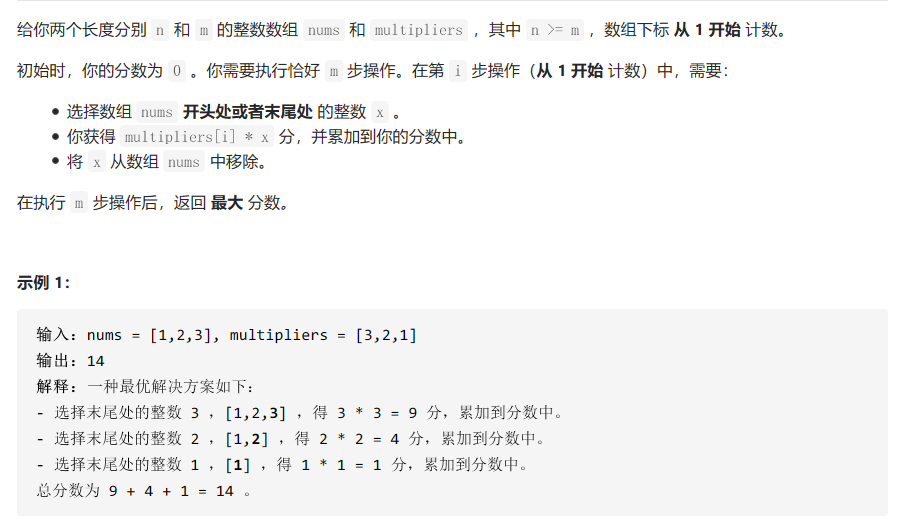 给你两个长度分别 n 和 m 的整数数组 nums 和 multipliers ，其中 n >= m ，数组下标 从 1 开始 计数。
初始时，你的分数为 0 。你需要执行恰好 m 步操作。在第 i 步操作（从 1 开始 计数）中，需要：
• 选择数组 nums 开头处或者末尾处 的整数 x 。
• 你获得 multipliers[i] * x 分，并累加到你的分数中。
• 将 x 从数组 nums 中移除。
在执行 m 步操作后，返回 最大 分数。
示例 1：
输入：nums = [1,2,3], multipliers = [3,2,1]
输出：14
解释：一种最优解决方案如下：
- 选择末尾处的整数 3 ，[1,2,3] ，得 3 * 3 = 9 分，累加到分数中。
- 选择末尾处的整数 2 ，[1,2] ，得 2 * 2 = 4 分，累加到分数中。
- 选择末尾处的整数 1 ，[1] ，得 1 * 1 = 1 分，累加到分数中。
总分数为 9 + 4 + 1 = 14 。